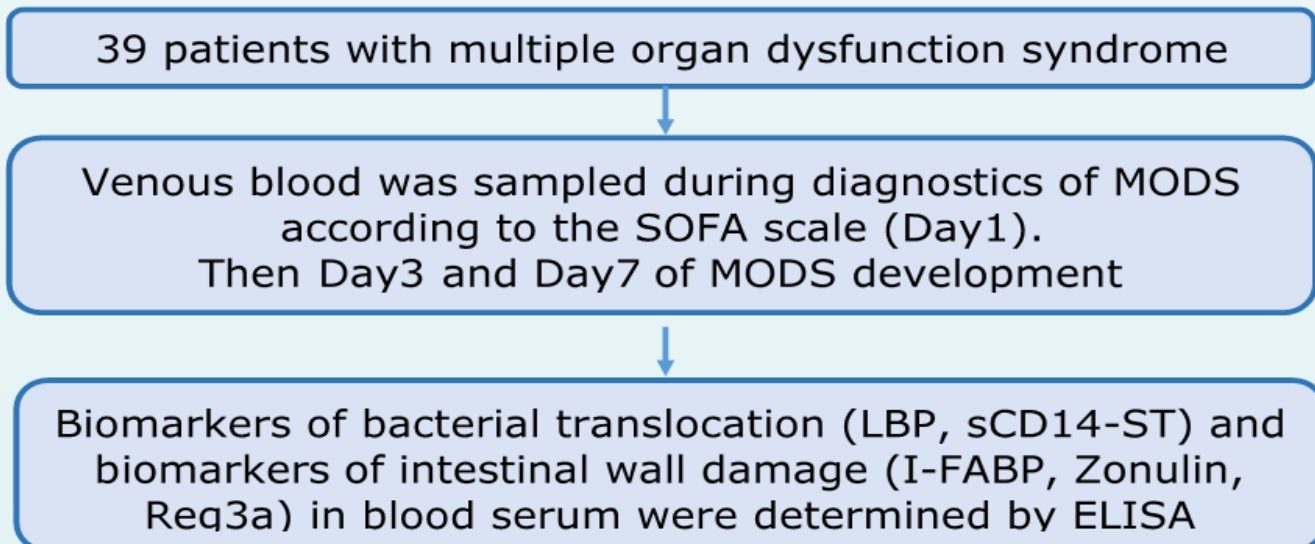 39 patients with multiple organ dysfunction syndrome
Venous blood was sampled during diagnostics of MODS
according to the SOFA scale (Day1).
Then Day3 and Day7 of MODS development
Biomarkers of bacterial translocation (LBP, sCD14-ST) and
biomarkers of intestinal wall damage (I-FABP, Zonulin,
Reg3a) in blood serum were determined by ELISA